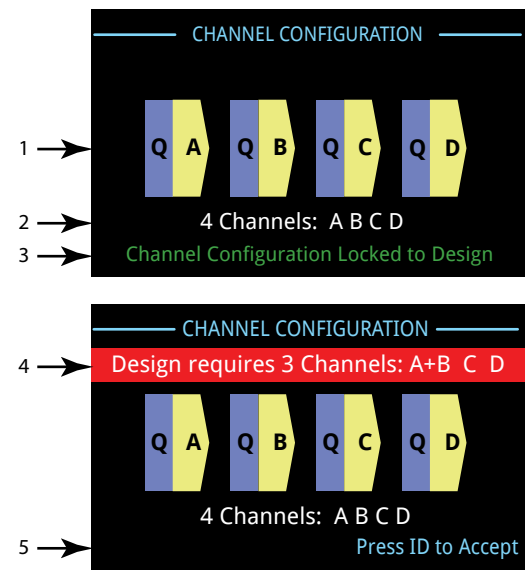 CHANNEL CONFIGURATION
1 Q A Q B Q C Q D
2 4 Channels: A B C D
3 Channel Configuration Locked to Design
CHANNEL CONFIGURATION
4 Design requires 3 Channels: A+B C D
Q A Q B Q C Q D
4 Channels: A B C D
5 Press ID to Accept